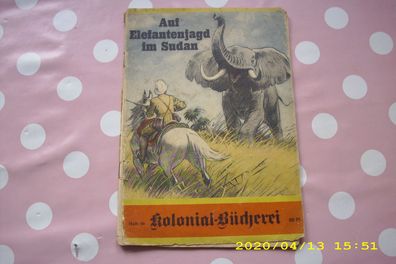 Auf
Elefantenjagd
im Sudan
Kolonial-Bücherei
2020/04/13 15:51